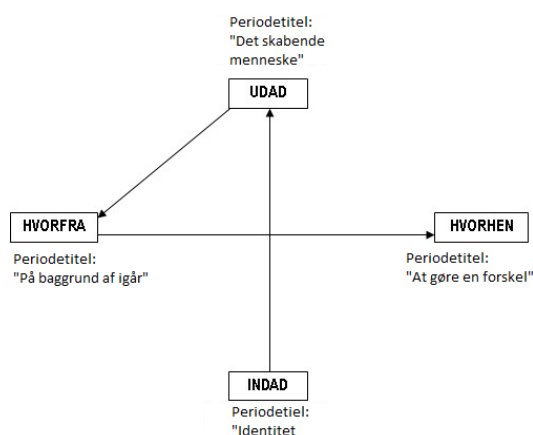 Periodetitel:
"Det skabende
menneske"
UDAD
HVORFRA
HVORHEN
Periodetitel:
"På baggrund af igår"
Periodetitel:
"At gøre en forskel"
INDAD
Periodetiel:
"Identitet